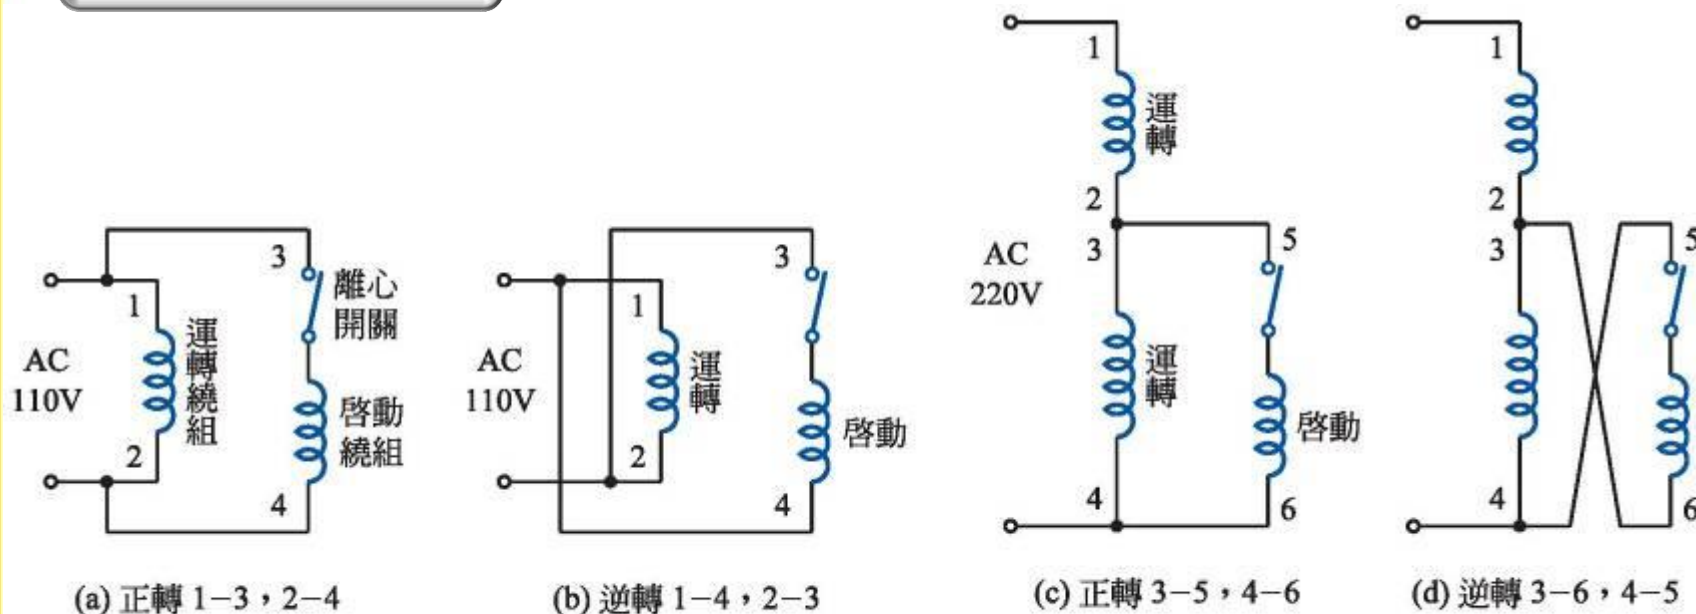 AC
110V
1
2
運轉繞組
3
離心
開關
啓動
繞組
4
(a) 正轉 1−3，2−4
AC
110V
1
2
運轉
3
啓動
4
(b) 逆轉 1−4，2−3
AC
220V
1
運轉
2
3
運轉
4
5
啓動
6
(c) 正轉 3−5，4−6
1
2
3
4
5
6
(d) 逆轉 3−6，4−5